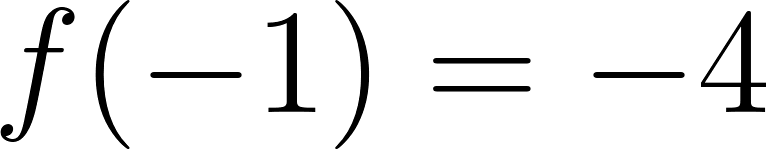 f(−1) = −4